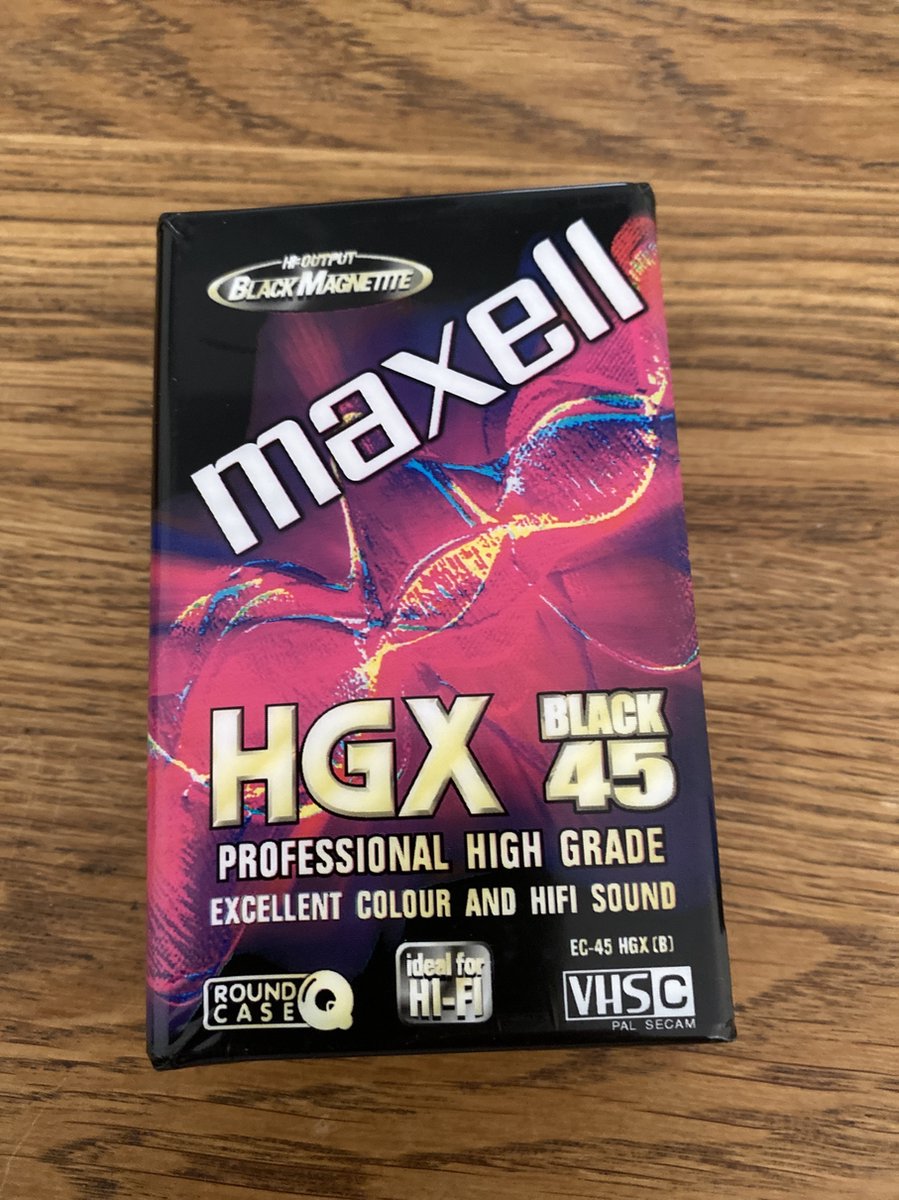 HI-OUTPUT
BLACK MAGNETITE
maxell
HGX
BLACK
45
PROFESSIONAL HIGH GRADE
EXCELLENT COLOUR AND HIFI SOUND
EC-45 HGX (B)
ROUND
CASE
ideal for
HI-FI
VHS C
PAL SECAM